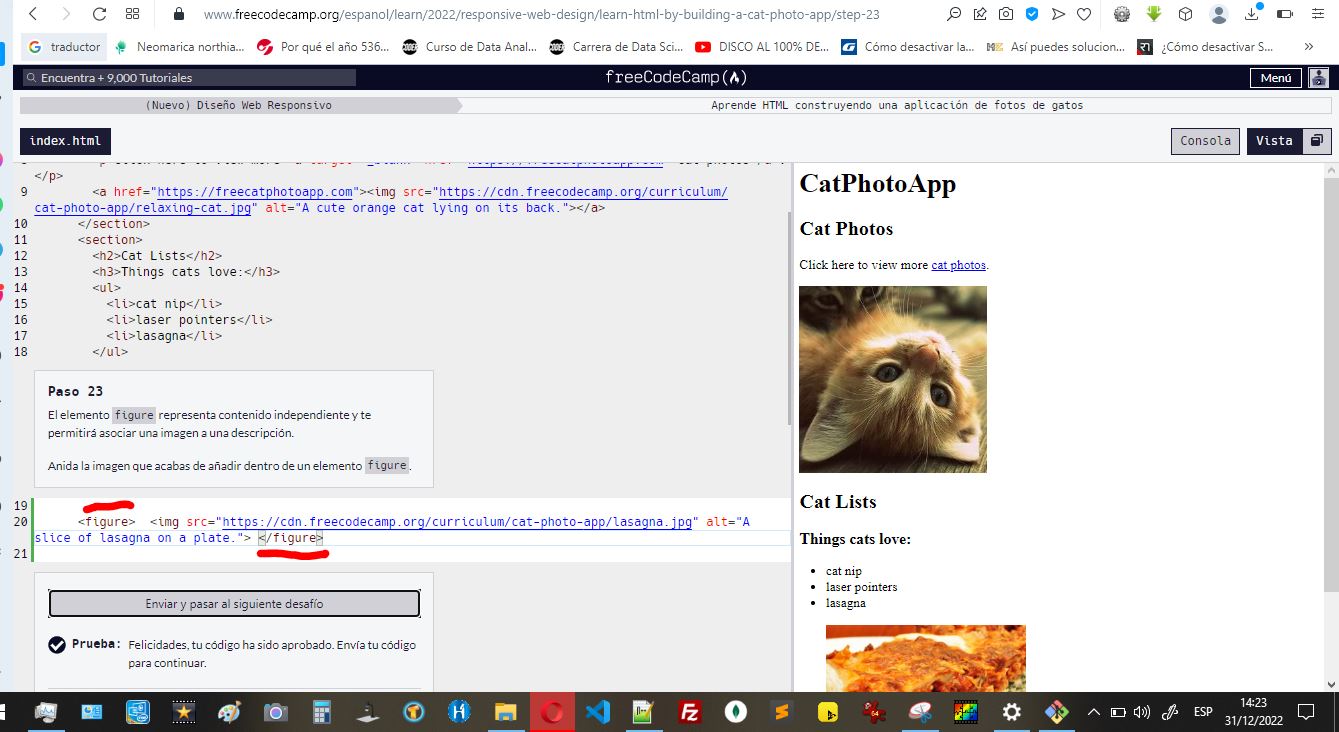 www.freecodecamp.org/espanol/learn/2022/responsive-web-design/learn-html-by-building-a-cat-photo-app/step-23
traductor
Neomarica northia...
Por qué el año 536...
Curso de Data Anal...
Carrera de Data Sci...
DISCO AL 100% DE...
Cómo desactivar la...
Así puedes solucion...
¿Cómo desactivar S...
»
Encuentra + 9,000 Tutoriales
freeCodeCamp
Menú
(Nuevo) Diseño Web Responsivo
Aprende HTML construyendo una aplicación de fotos de gatos
index.html
Consola
Vista
</p>
9 <a href="https://freecatphotoapp.com"><img src="https://cdn.freecodecamp.org/curriculum/
cat-photo-app/relaxing-cat.jpg" alt="A cute orange cat lying on its back."></a>
10 </section>
11 <section>
12 <h2>Cat Lists</h2>
13 <h3>Things cats love:</h3>
14 <ul>
15 <li>cat nip</li>
16 <li>laser pointers</li>
17 <li>lasagna</li>
18 </ul>
Paso 23
El elemento figure representa contenido independiente y te
permitirá asociar una imagen a una descripción.
Anida la imagen que acabas de añadir dentro de un elemento figure.
19
20 <figure> <img src="https://cdn.freecodecamp.org/curriculum/cat-photo-app/lasagna.jpg" alt="A
slice of lasagna on a plate."> </figure>
21
Enviar y pasar al siguiente desafío
Prueba: Felicidades, tu código ha sido aprobado. Envía tu código
para continuar.
CatPhotoApp
Cat Photos
Click here to view more cat photos.
Cat Lists
Things cats love:
cat nip
laser pointers
lasagna
ESP
14:23
31/12/2022